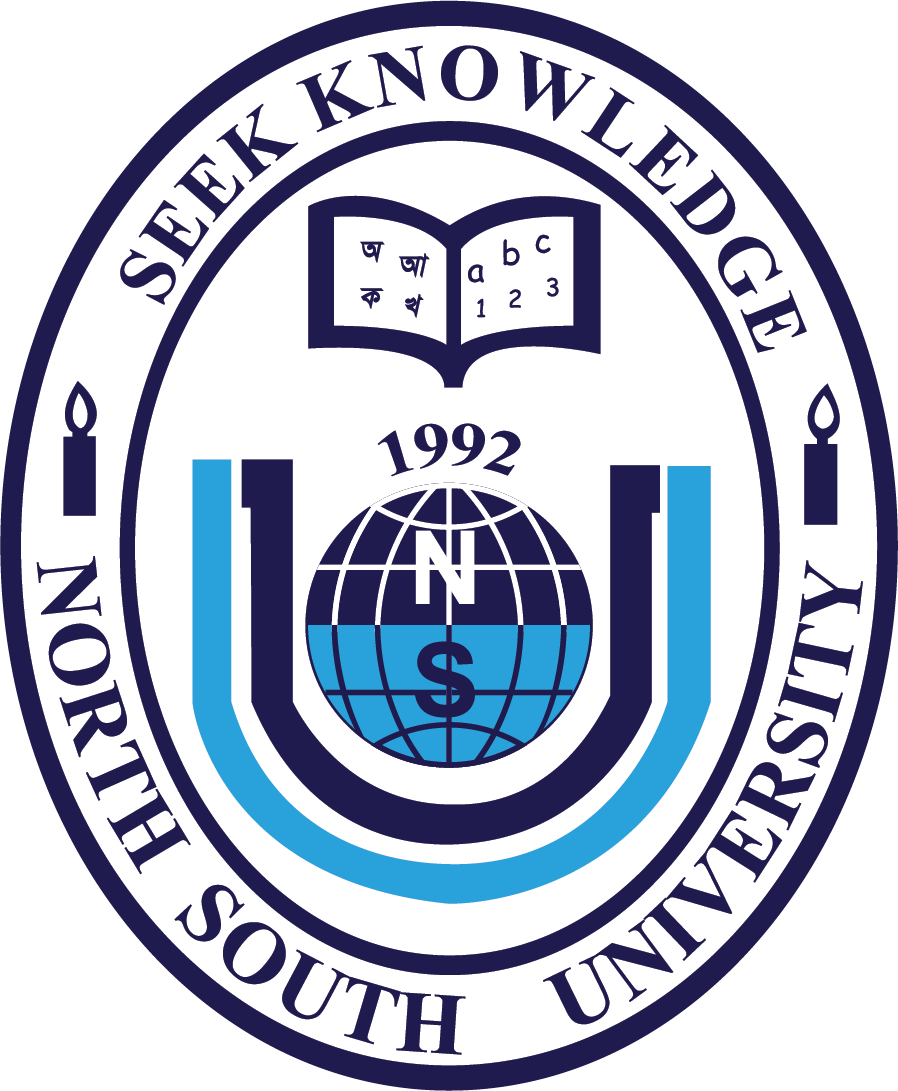 SEEK KNOWLEDGE
অ আ
ক খ
a b c
1 2 3
1992
N
S
NORTH SOUTH UNIVERSITY